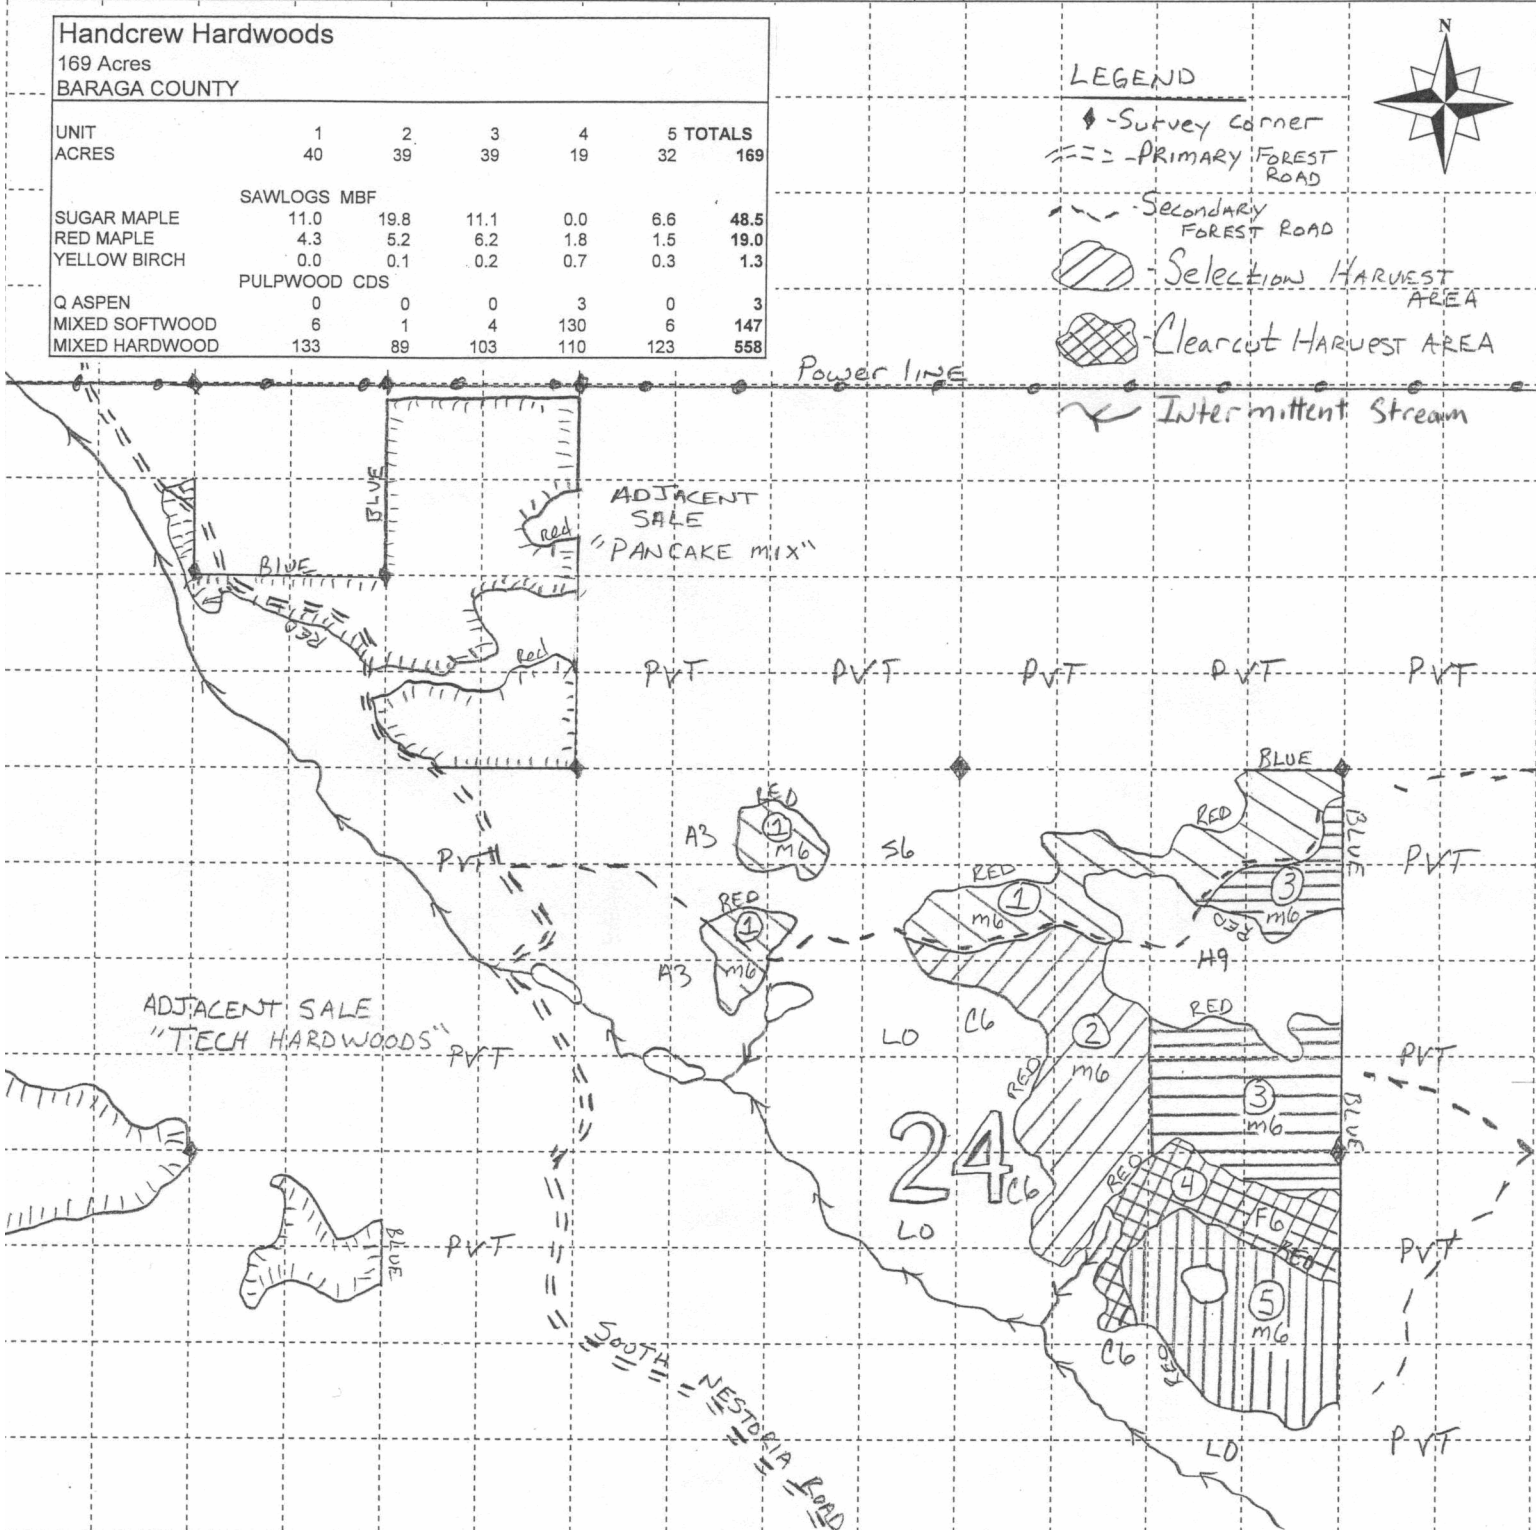 Handcrew Hardwoods
169 Acres
BARAGA COUNTY
UNIT 1 2 3 4 5 TOTALS
ACRES 40 39 39 19 32 169
SAWLOGS MBF
SUGAR MAPLE 11.0 19.8 11.1 0.0 6.6 48.5
RED MAPLE 4.3 5.2 6.2 1.8 1.5 19.0
YELLOW BIRCH 0.0 0.1 0.2 0.7 0.3 1.3
PULPWOOD CDS
Q ASPEN 0 0 0 3 0 3
MIXED SOFTWOOD 6 1 4 130 6 147
MIXED HARDWOOD 133 89 103 110 123 558
N
LEGEND
-Survey corner
-PRIMARY FOREST
ROAD
-Secondary
FOREST ROAD
-Selection HARVEST
AREA
-Clearcut HARVEST AREA
Intermittent Stream
Power line
BLUE
BLUE
RED
Red
Red
ADJACENT
SALE
"PANCAKE mix"
PVT PVT PVT PVT PVT
BLUE
RED
BLUE
RED
1
m6
A3
S6
PVT
PVT
RED
1
m6
3
m6
RED
RED
1
m6
A3
H9
ADJACENT SALE
"TECH HARDWOODS"
PVT
LO
C6
RED
2
m6
RED
3
m6
BLUE
PVT
24
C6
LO
RED
4
F6
RED
PVT
BLUE
PVT
5
m6
C6
RED
SOUTH NESTORIA ROAD
LO
PVT